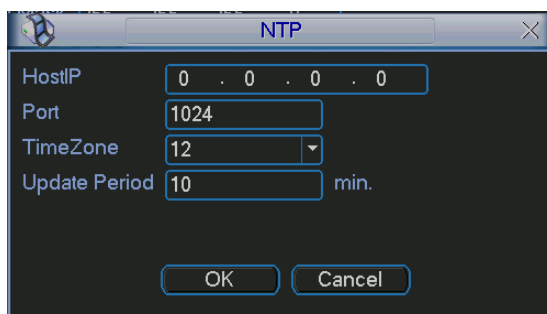 NTP
HostIP 0 . 0 . 0 . 0
Port 1024
TimeZone 12
Update Period 10 min.
OK Cancel